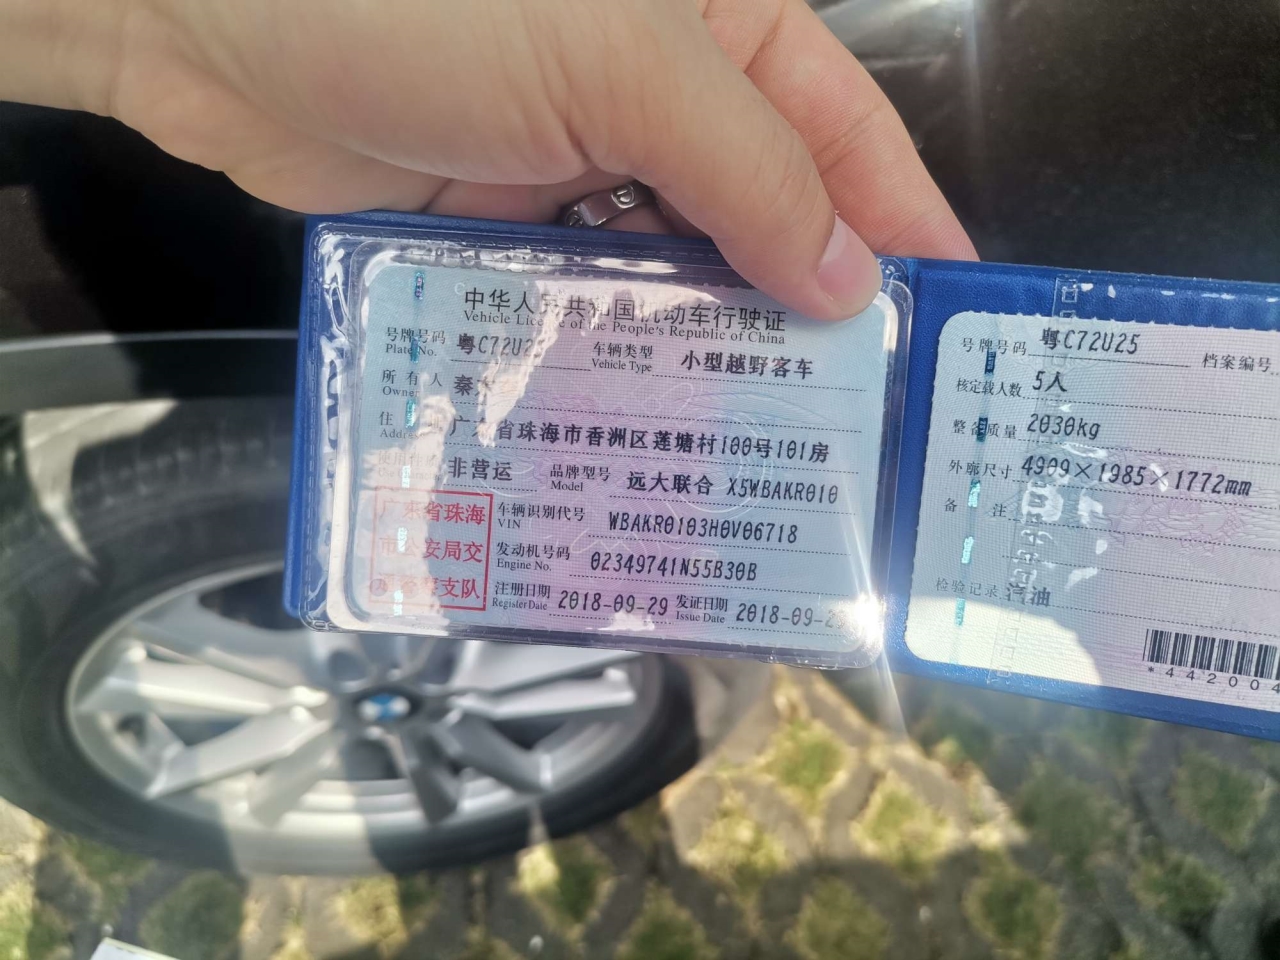 中华人民共和国机动车行驶证
Vehicle License of the People's Republic of China
号牌号码 粤C72U25 车辆类型 小型越野客车
Plate No. Vehicle Type
所有人 秦
Owner
住 广东省珠海市香洲区莲塘村100号101房
Address
非营运 品牌型号 远大联合 X5WBAKR010
Model
广东省珠海
市公安局交
支队
车辆识别代号 WBAKR0103H0V06718
VIN
发动机号码 02349741N55B30B
Engine No.
注册日期 2018-09-29 发证日期 2018-09-2
Register Date Issue Date
号牌号码 粤C72U25 档案编号
核定载人数 5人
整备质量 2030kg
外廓尺寸 4909×1985×1772mm
备注
检验记录 汽油
*442004